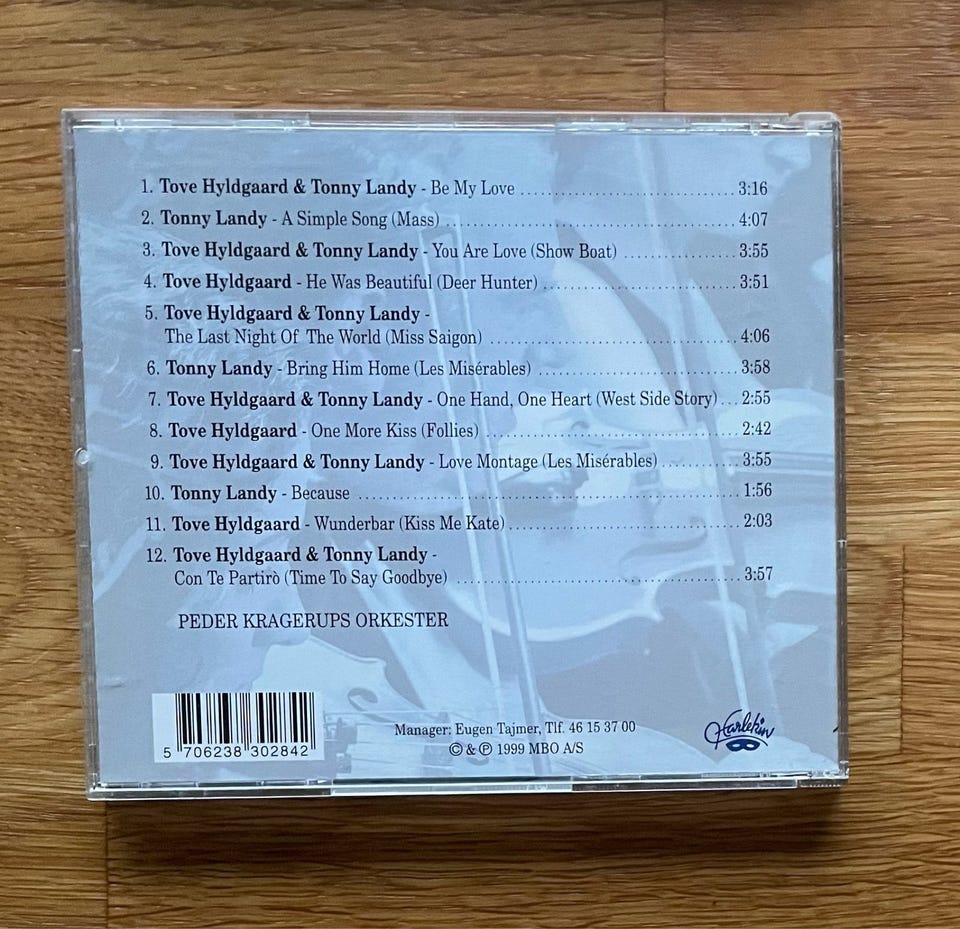 1. Tove Hyldgaard & Tonny Landy - Be My Love ........ 3:16
2. Tonny Landy - A Simple Song (Mass) ........ 4:07
3. Tove Hyldgaard & Tonny Landy - You Are Love (Show Boat) ........ 3:55
4. Tove Hyldgaard - He Was Beautiful (Deer Hunter) ........ 3:51
5. Tove Hyldgaard & Tonny Landy -
The Last Night Of The World (Miss Saigon) ........ 4:06
6. Tonny Landy - Bring Him Home (Les Misérables) ........ 3:58
7. Tove Hyldgaard & Tonny Landy - One Hand, One Heart (West Side Story) ... 2:55
8. Tove Hyldgaard - One More Kiss (Follies) ........ 2:42
9. Tove Hyldgaard & Tonny Landy - Love Montage (Les Misérables) ........ 3:55
10. Tonny Landy - Because ........ 1:56
11. Tove Hyldgaard - Wunderbar (Kiss Me Kate) ........ 2:03
12. Tove Hyldgaard & Tonny Landy -
Con Te Partirò (Time To Say Goodbye) ........ 3:57
PEDER KRAGERUPS ORKESTER
5 706238 302842
Manager: Eugen Tajmer, Tlf. 46 15 37 00
© & ℗ 1999 MBO A/S
Harlekin